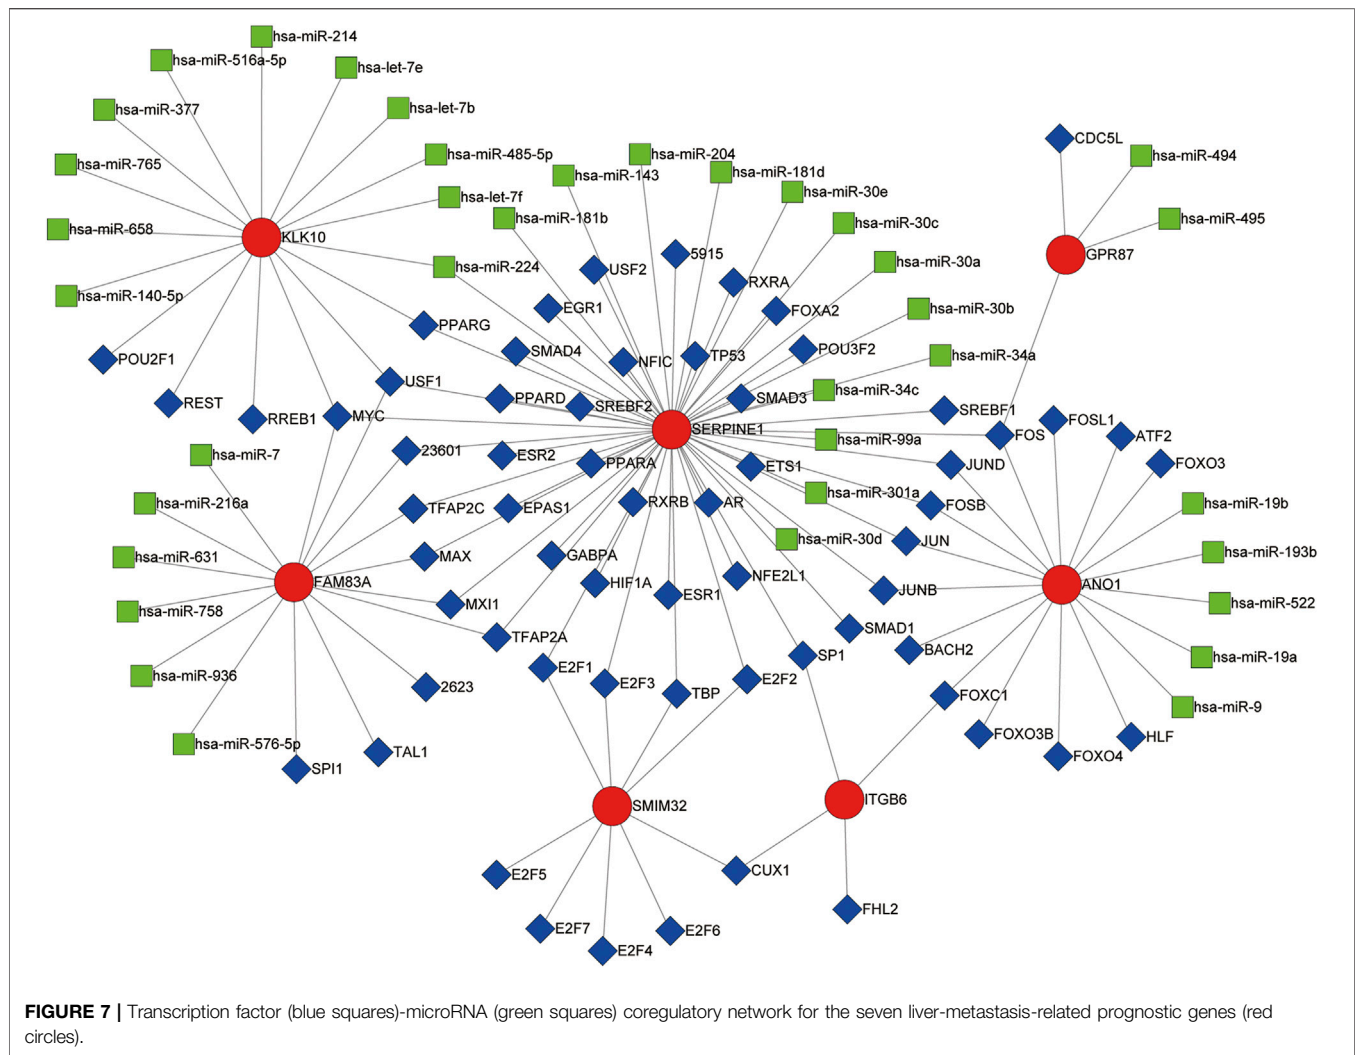 hsa-miR-214
hsa-miR-516a-5p
hsa-let-7e
hsa-miR-377
hsa-let-7b
hsa-miR-765
hsa-miR-485-5p
hsa-miR-143
hsa-miR-204
hsa-miR-181d
hsa-miR-30e
CDC5L
hsa-miR-494
hsa-let-7f
hsa-miR-181b
hsa-miR-30c
hsa-miR-495
hsa-miR-658
KLK10
hsa-miR-224
USF2
5915
RXRA
hsa-miR-30a
GPR87
hsa-miR-140-5p
EGR1
FOXA2
hsa-miR-30b
PPARG
POU2F1
SMAD4
NFIC
TP53
POU3F2
hsa-miR-34a
USF1
REST
RREB1
MYC
PPARD
SREBF2
SMAD3
hsa-miR-34c
SREBF1
FOSL1
SERPINE1
hsa-miR-99a
FOS
ATF2
hsa-miR-7
23601
ESR2
PPARA
ETS1
JUND
FOXO3
hsa-miR-216a
TFAP2C
EPAS1
RXRB
AR
hsa-miR-301a
FOSB
hsa-miR-19b
hsa-miR-631
MAX
GABPA
hsa-miR-30d
JUN
hsa-miR-193b
FAM83A
HIF1A
ESR1
NFE2L1
JUNB
ANO1
hsa-miR-758
MXI1
hsa-miR-522
TFAP2A
SMAD1
BACH2
hsa-miR-936
2623
E2F1
E2F3
TBP
E2F2
SP1
FOXC1
hsa-miR-19a
hsa-miR-9
hsa-miR-576-5p
SPI1
TAL1
FOXO3B
FOXO4
HLF
SMIM32
ITGB6
E2F5
CUX1
E2F7
E2F4
E2F6
FHL2
FIGURE 7 | Transcription factor (blue squares)-microRNA (green squares) coregulatory network for the seven liver-metastasis-related prognostic genes (red
circles).